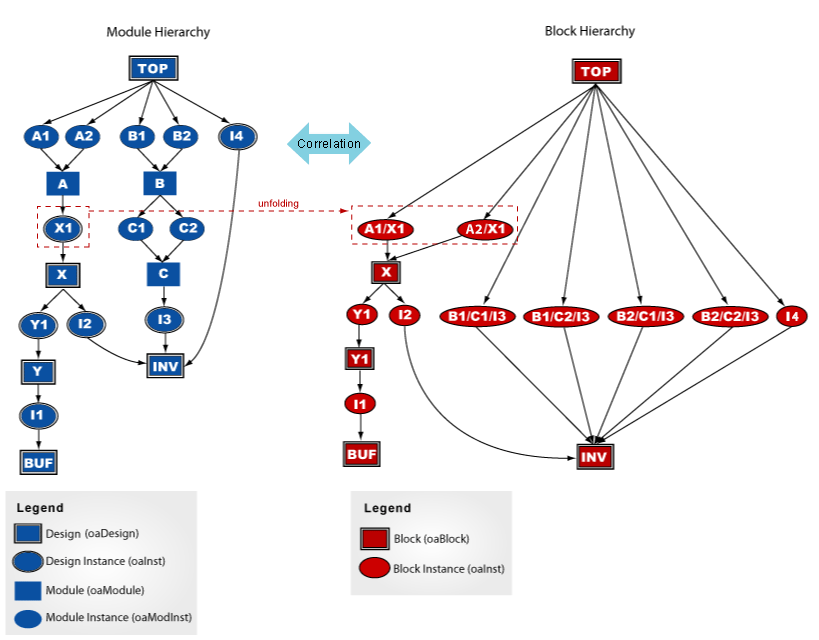 Module Hierarchy
Block Hierarchy
TOP
TOP
A1
A2
B1
B2
I4
Correlation
A
B
unfolding
X1
C1
C2
A1/X1
A2/X1
X
C
X
Y1
I2
I3
Y1
I2
B1/C1/I3
B1/C2/I3
B2/C1/I3
B2/C2/I3
I4
Y
INV
Y1
I1
I1
BUF
BUF
INV
Legend
Design (oaDesign)
Design Instance (oaInst)
Module (oaModule)
Module Instance (oaModInst)
Legend
Block (oaBlock)
Block Instance (oaInst)